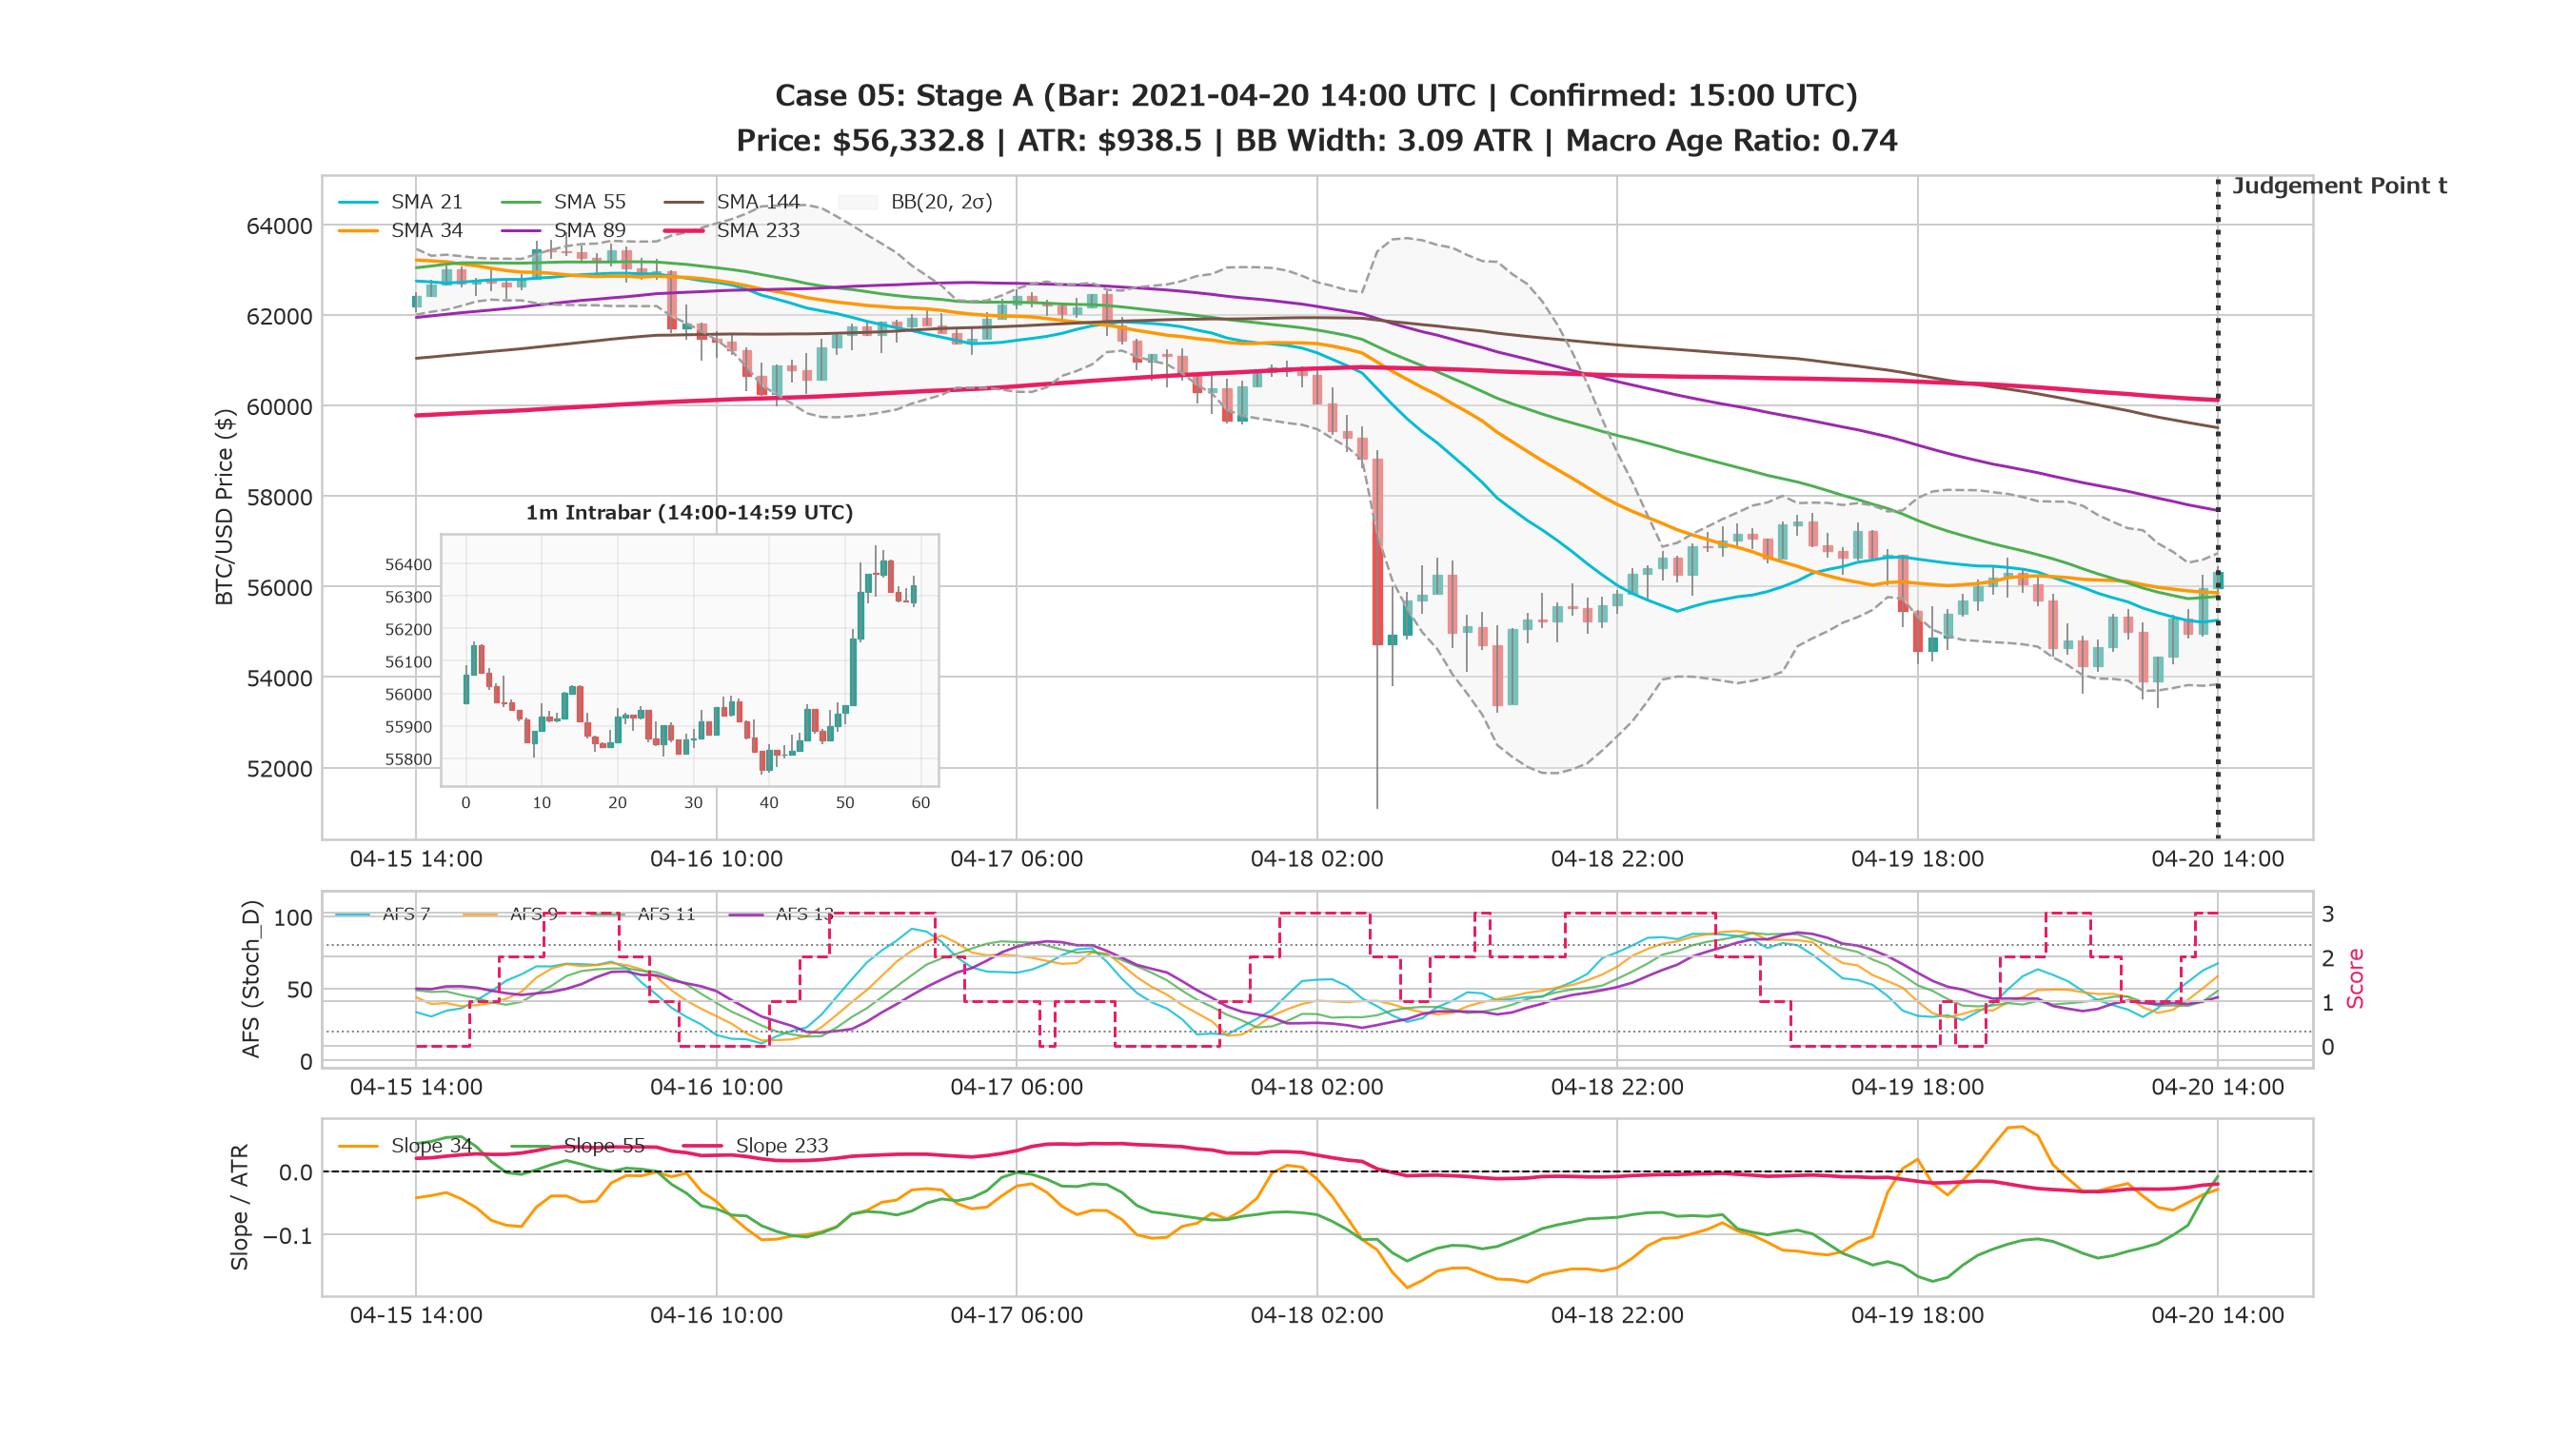 Case 05: Stage A (Bar: 2021-04-20 14:00 UTC | Confirmed: 15:00 UTC)
Price: $56,332.8 | ATR: $938.5 | BB Width: 3.09 ATR | Macro Age Ratio: 0.74
Judgement Point t
SMA 21
SMA 55
SMA 144
BB(20, 2σ)
SMA 34
SMA 89
SMA 233
BTC/USD Price ($)
64000
62000
60000
58000
56000
54000
52000
1m Intrabar (14:00-14:59 UTC)
56400
56300
56200
56100
56000
55900
55800
0 10 20 30 40 50 60
04-15 14:00 04-16 10:00 04-17 06:00 04-18 02:00 04-18 22:00 04-19 18:00 04-20 14:00
AFS (Stoch_D)
100
50
0
AFS 7 AFS 9 AFS 11 AFS 13
3
2
1
0
Score
04-15 14:00 04-16 10:00 04-17 06:00 04-18 02:00 04-18 22:00 04-19 18:00 04-20 14:00
Slope / ATR
0.0
−0.1
Slope 34 Slope 55 Slope 233
04-15 14:00 04-16 10:00 04-17 06:00 04-18 02:00 04-18 22:00 04-19 18:00 04-20 14:00